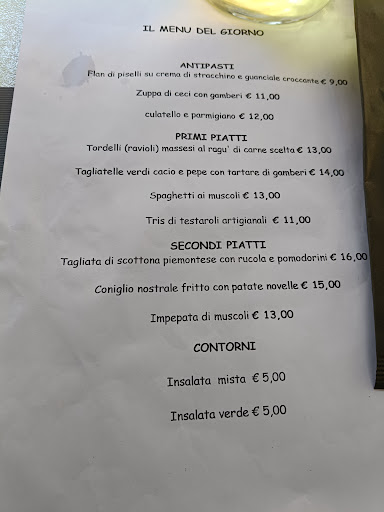 IL MENU DEL GIORNO
ANTIPASTI
Flan di piselli su crema di stracchino e guanciale croccante € 9,00
Zuppa di ceci con gamberi € 11,00
culatello e parmigiano € 12,00
PRIMI PIATTI
Tordelli (ravioli) massesi al ragu' di carne scelta € 13,00
Tagliatelle verdi cacio e pepe con tartare di gamberi € 14,00
Spaghetti ai muscoli € 13,00
Tris di testaroli artigianali € 11,00
SECONDI PIATTI
Tagliata di scottona piemontese con rucola e pomodorini € 16,00
Coniglio nostrale fritto con patate novelle € 15,00
Impepata di muscoli € 13,00
CONTORNI
Insalata mista € 5,00
Insalata verde € 5,00